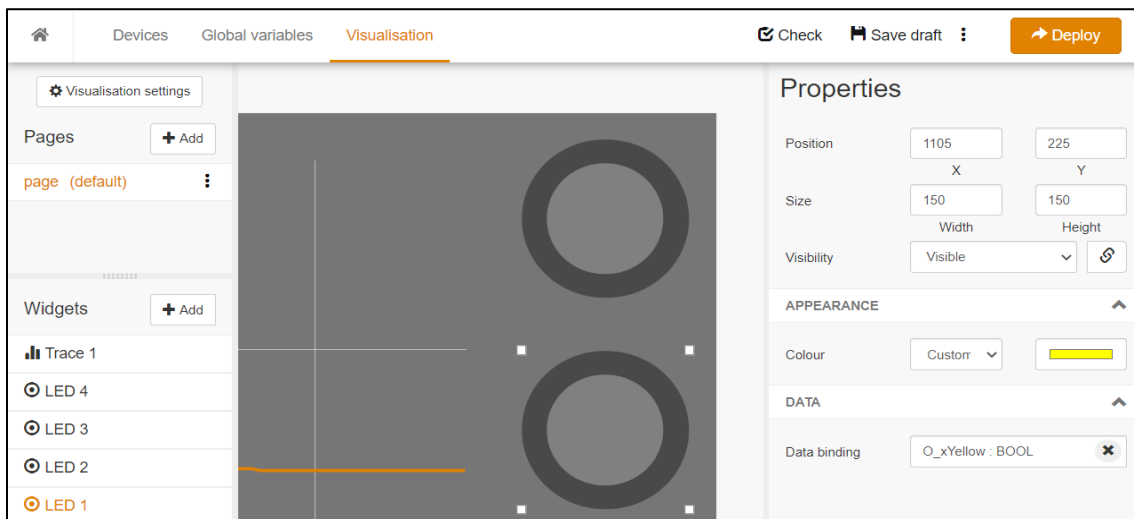 Devices Global variables Visualisation Check Save draft Deploy
Visualisation settings
Pages Add
page (default)
Widgets Add
Trace 1
LED 4
LED 3
LED 2
LED 1
Properties
Position 1105 225
X Y
Size 150 150
Width Height
Visibility Visible
APPEARANCE
Colour Custom
DATA
Data binding O_xYellow : BOOL